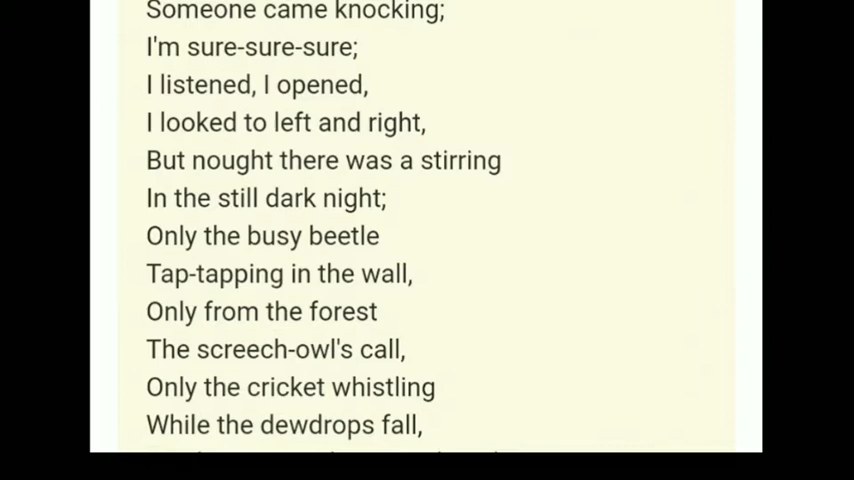 Someone came knocking;
I'm sure-sure-sure;
I listened, I opened,
I looked to left and right,
But nought there was a stirring
In the still dark night;
Only the busy beetle
Tap-tapping in the wall,
Only from the forest
The screech-owl's call,
Only the cricket whistling
While the dewdrops fall,